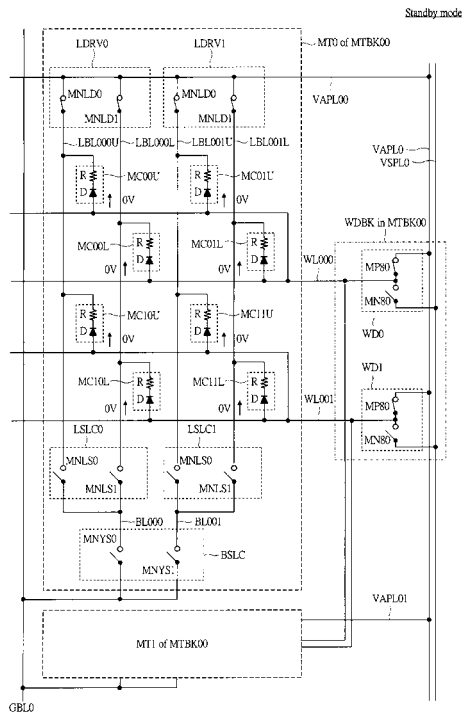 Standby mode
LDRV0 LDRV1 MT0 of MTBK00
MNLD0 MNLD0
MNLD1 MNLD1
VAPL00
LBL000U LBL000L LBL001U LBL001L
VAPL0
VSPL0
R D MC00U 0V R D MC01U 0V
WDBK in MTBK00
MC00L R D 0V MC01L R D 0V
WL000
MP80
MN80
WD0
R D MC10U 0V R D MC11U 0V
WD1
MC10L R D 0V MC11L R D 0V
WL001
MP80
MN80
LSLC0 LSLC1
MNLS0 MNLS0
MNLS1 MNLS1
BL000 BL001
MNYS0
BSLC
MNYS1
VAPL01
MT1 of MTBK00
GBL0